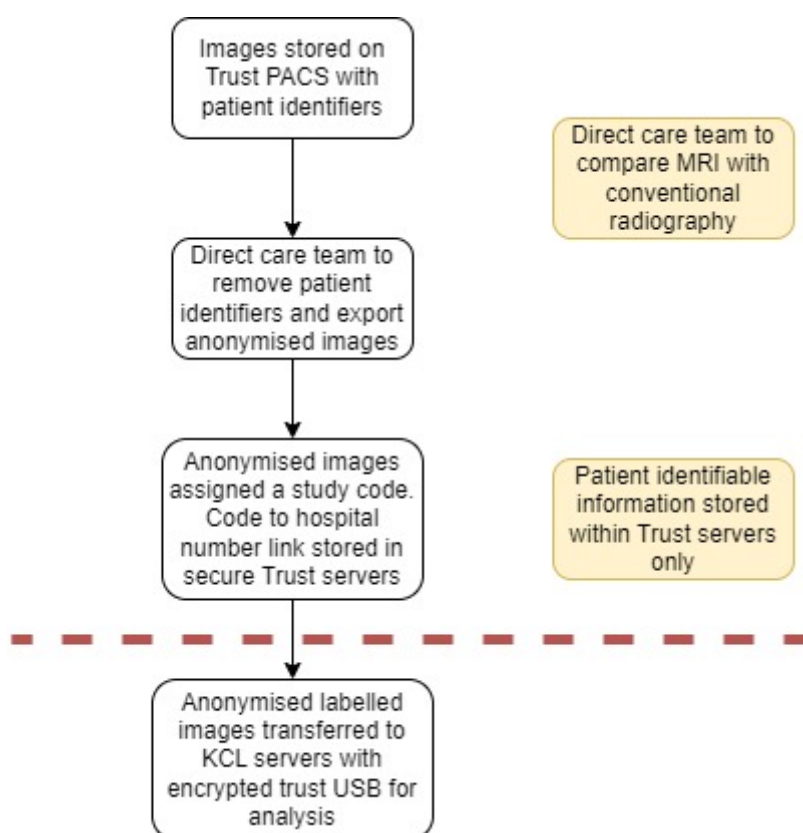 Images stored on
Trust PACS with
patient identifiers
Direct care team to
compare MRI with
conventional
radiography
Direct care team to
remove patient
identifiers and export
anonymised images
Anonymised images
assigned a study code.
Code to hospital
number link stored in
secure Trust servers
Patient identifiable
information stored
within Trust servers
only
Anonymised labelled
images transferred to
KCL servers with
encrypted trust USB for
analysis